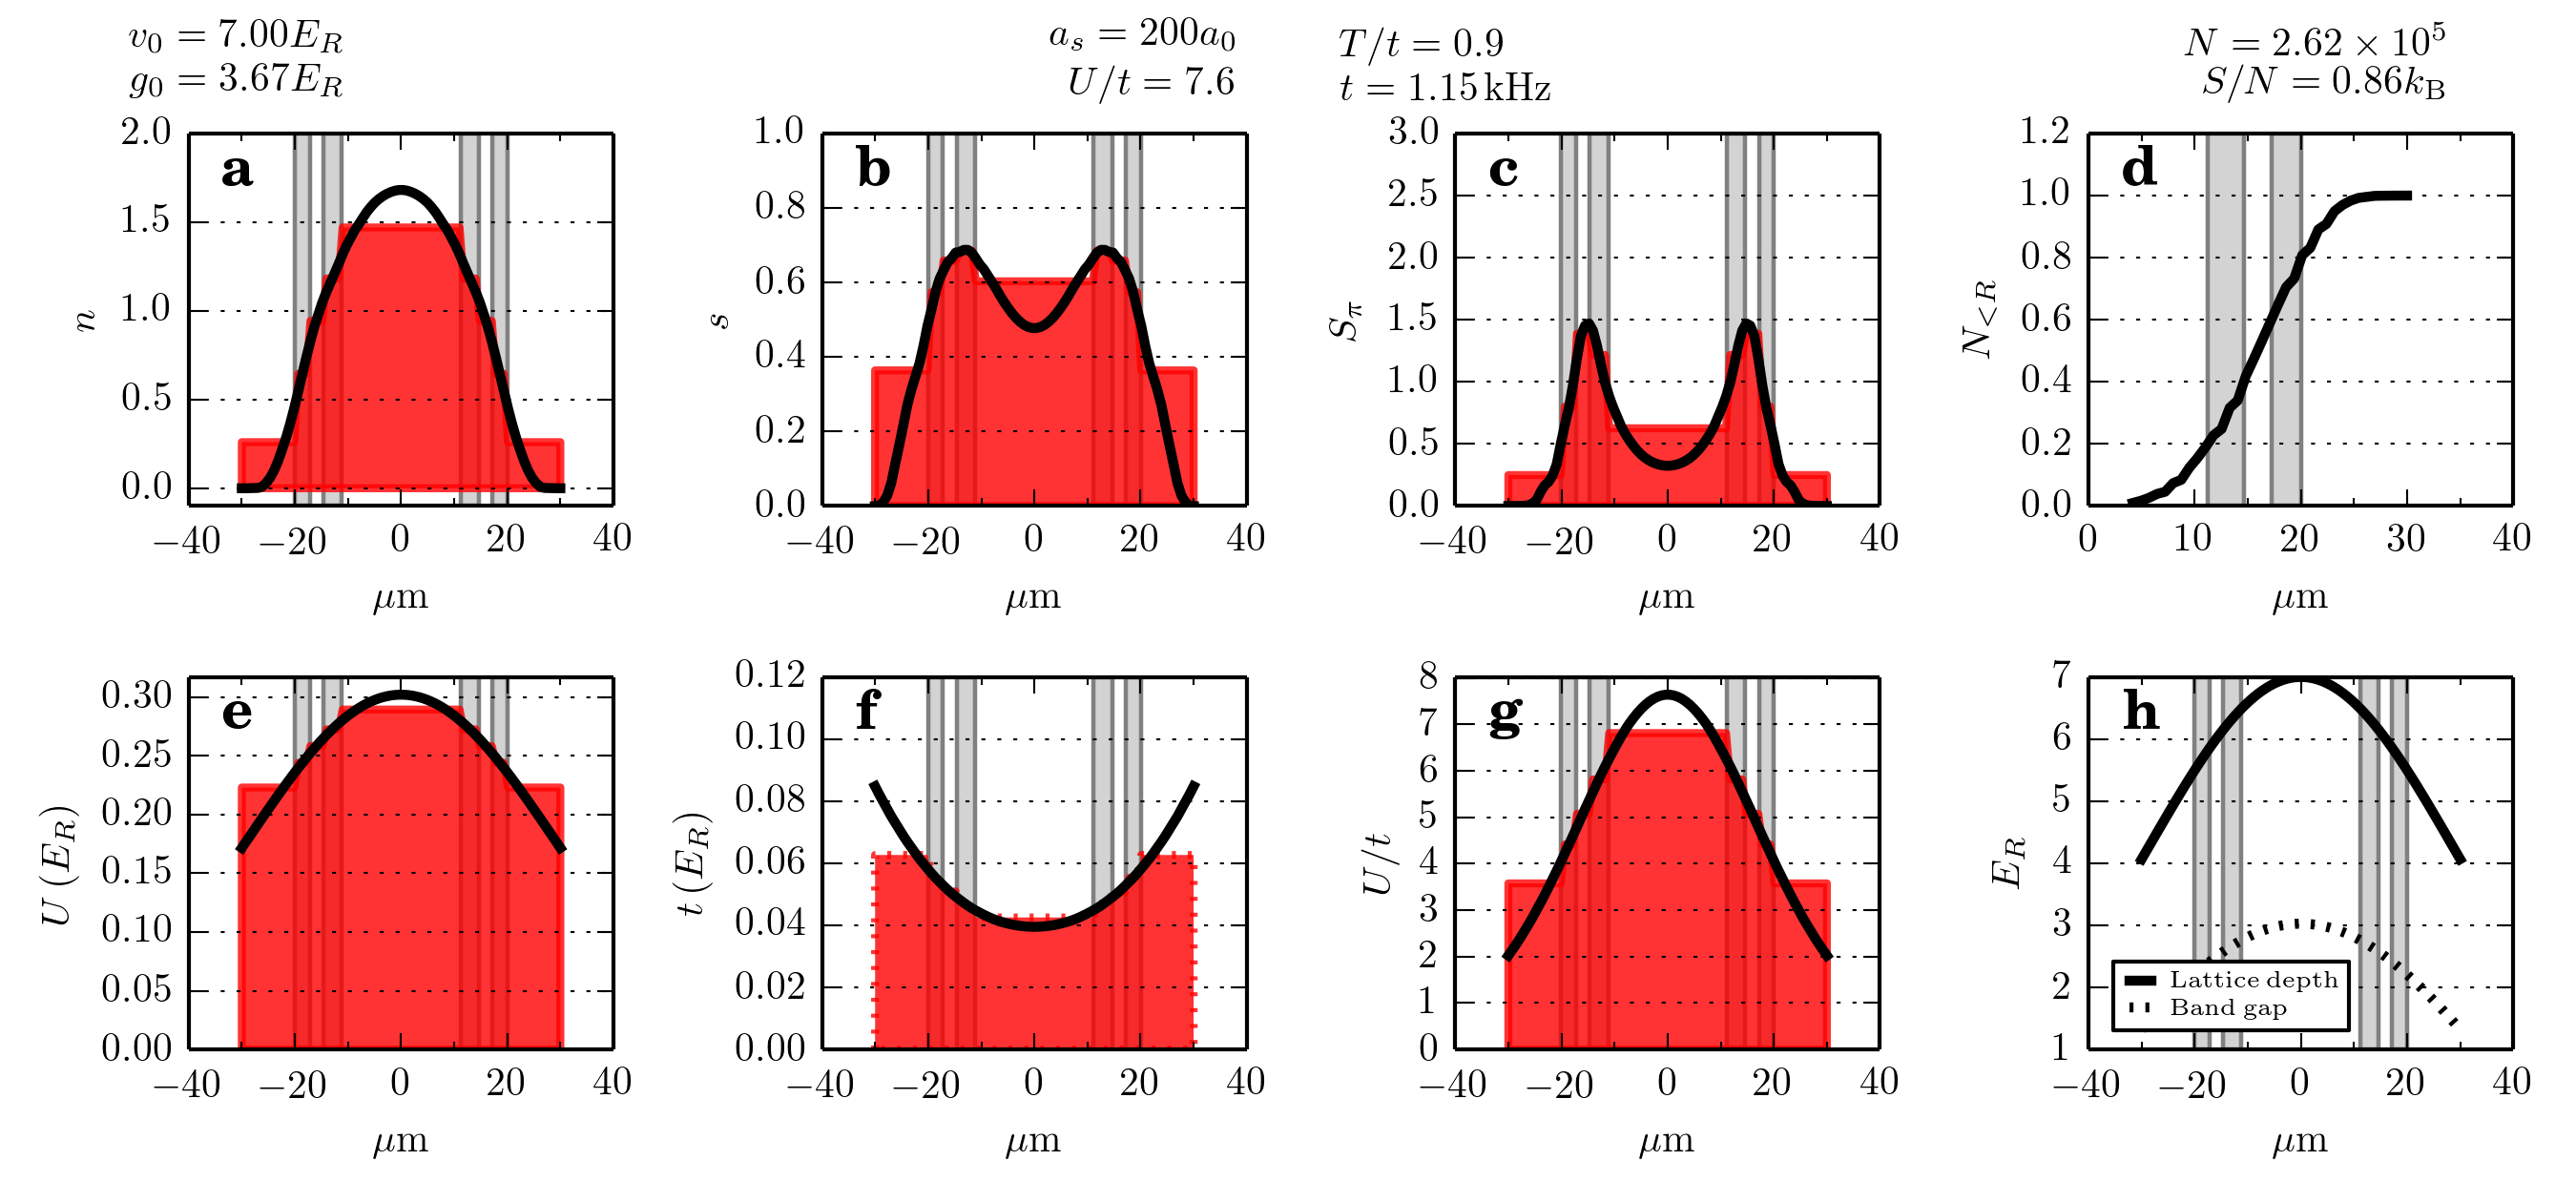 v₀ = 7.00E_R
g₀ = 3.67E_R
a_s = 200a₀
U/t = 7.6
T/t = 0.9
t = 1.15 kHz
N = 2.62 × 10⁵
S/N = 0.86k_B
a
2.0
1.5
1.0
0.5
0.0
n
−40 −20 0 20 40
μm
b
1.0
0.8
0.6
0.4
0.2
0.0
s
−40 −20 0 20 40
μm
c
3.0
2.5
2.0
1.5
1.0
0.5
0.0
S_π
−40 −20 0 20 40
μm
d
1.2
1.0
0.8
0.6
0.4
0.2
0.0
N_{<R}
0 10 20 30 40
μm
e
0.30
0.25
0.20
0.15
0.10
0.05
0.00
U (E_R)
−40 −20 0 20 40
μm
f
0.12
0.10
0.08
0.06
0.04
0.02
0.00
t (E_R)
−40 −20 0 20 40
μm
g
8
7
6
5
4
3
2
1
0
U/t
−40 −20 0 20 40
μm
h
7
6
5
4
3
2
1
E_R
Lattice depth
Band gap
−40 −20 0 20 40
μm